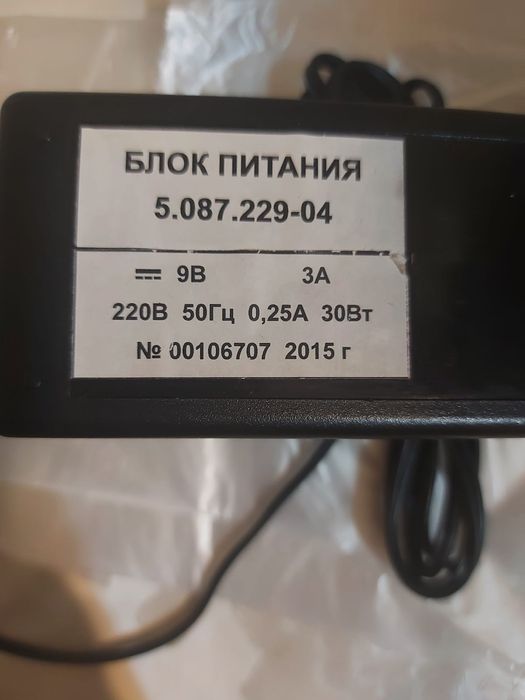 БЛОК ПИТАНИЯ
5.087.229-04
⎓ 9В 3А
220В 50Гц 0,25А 30Вт
№ 00106707 2015 г